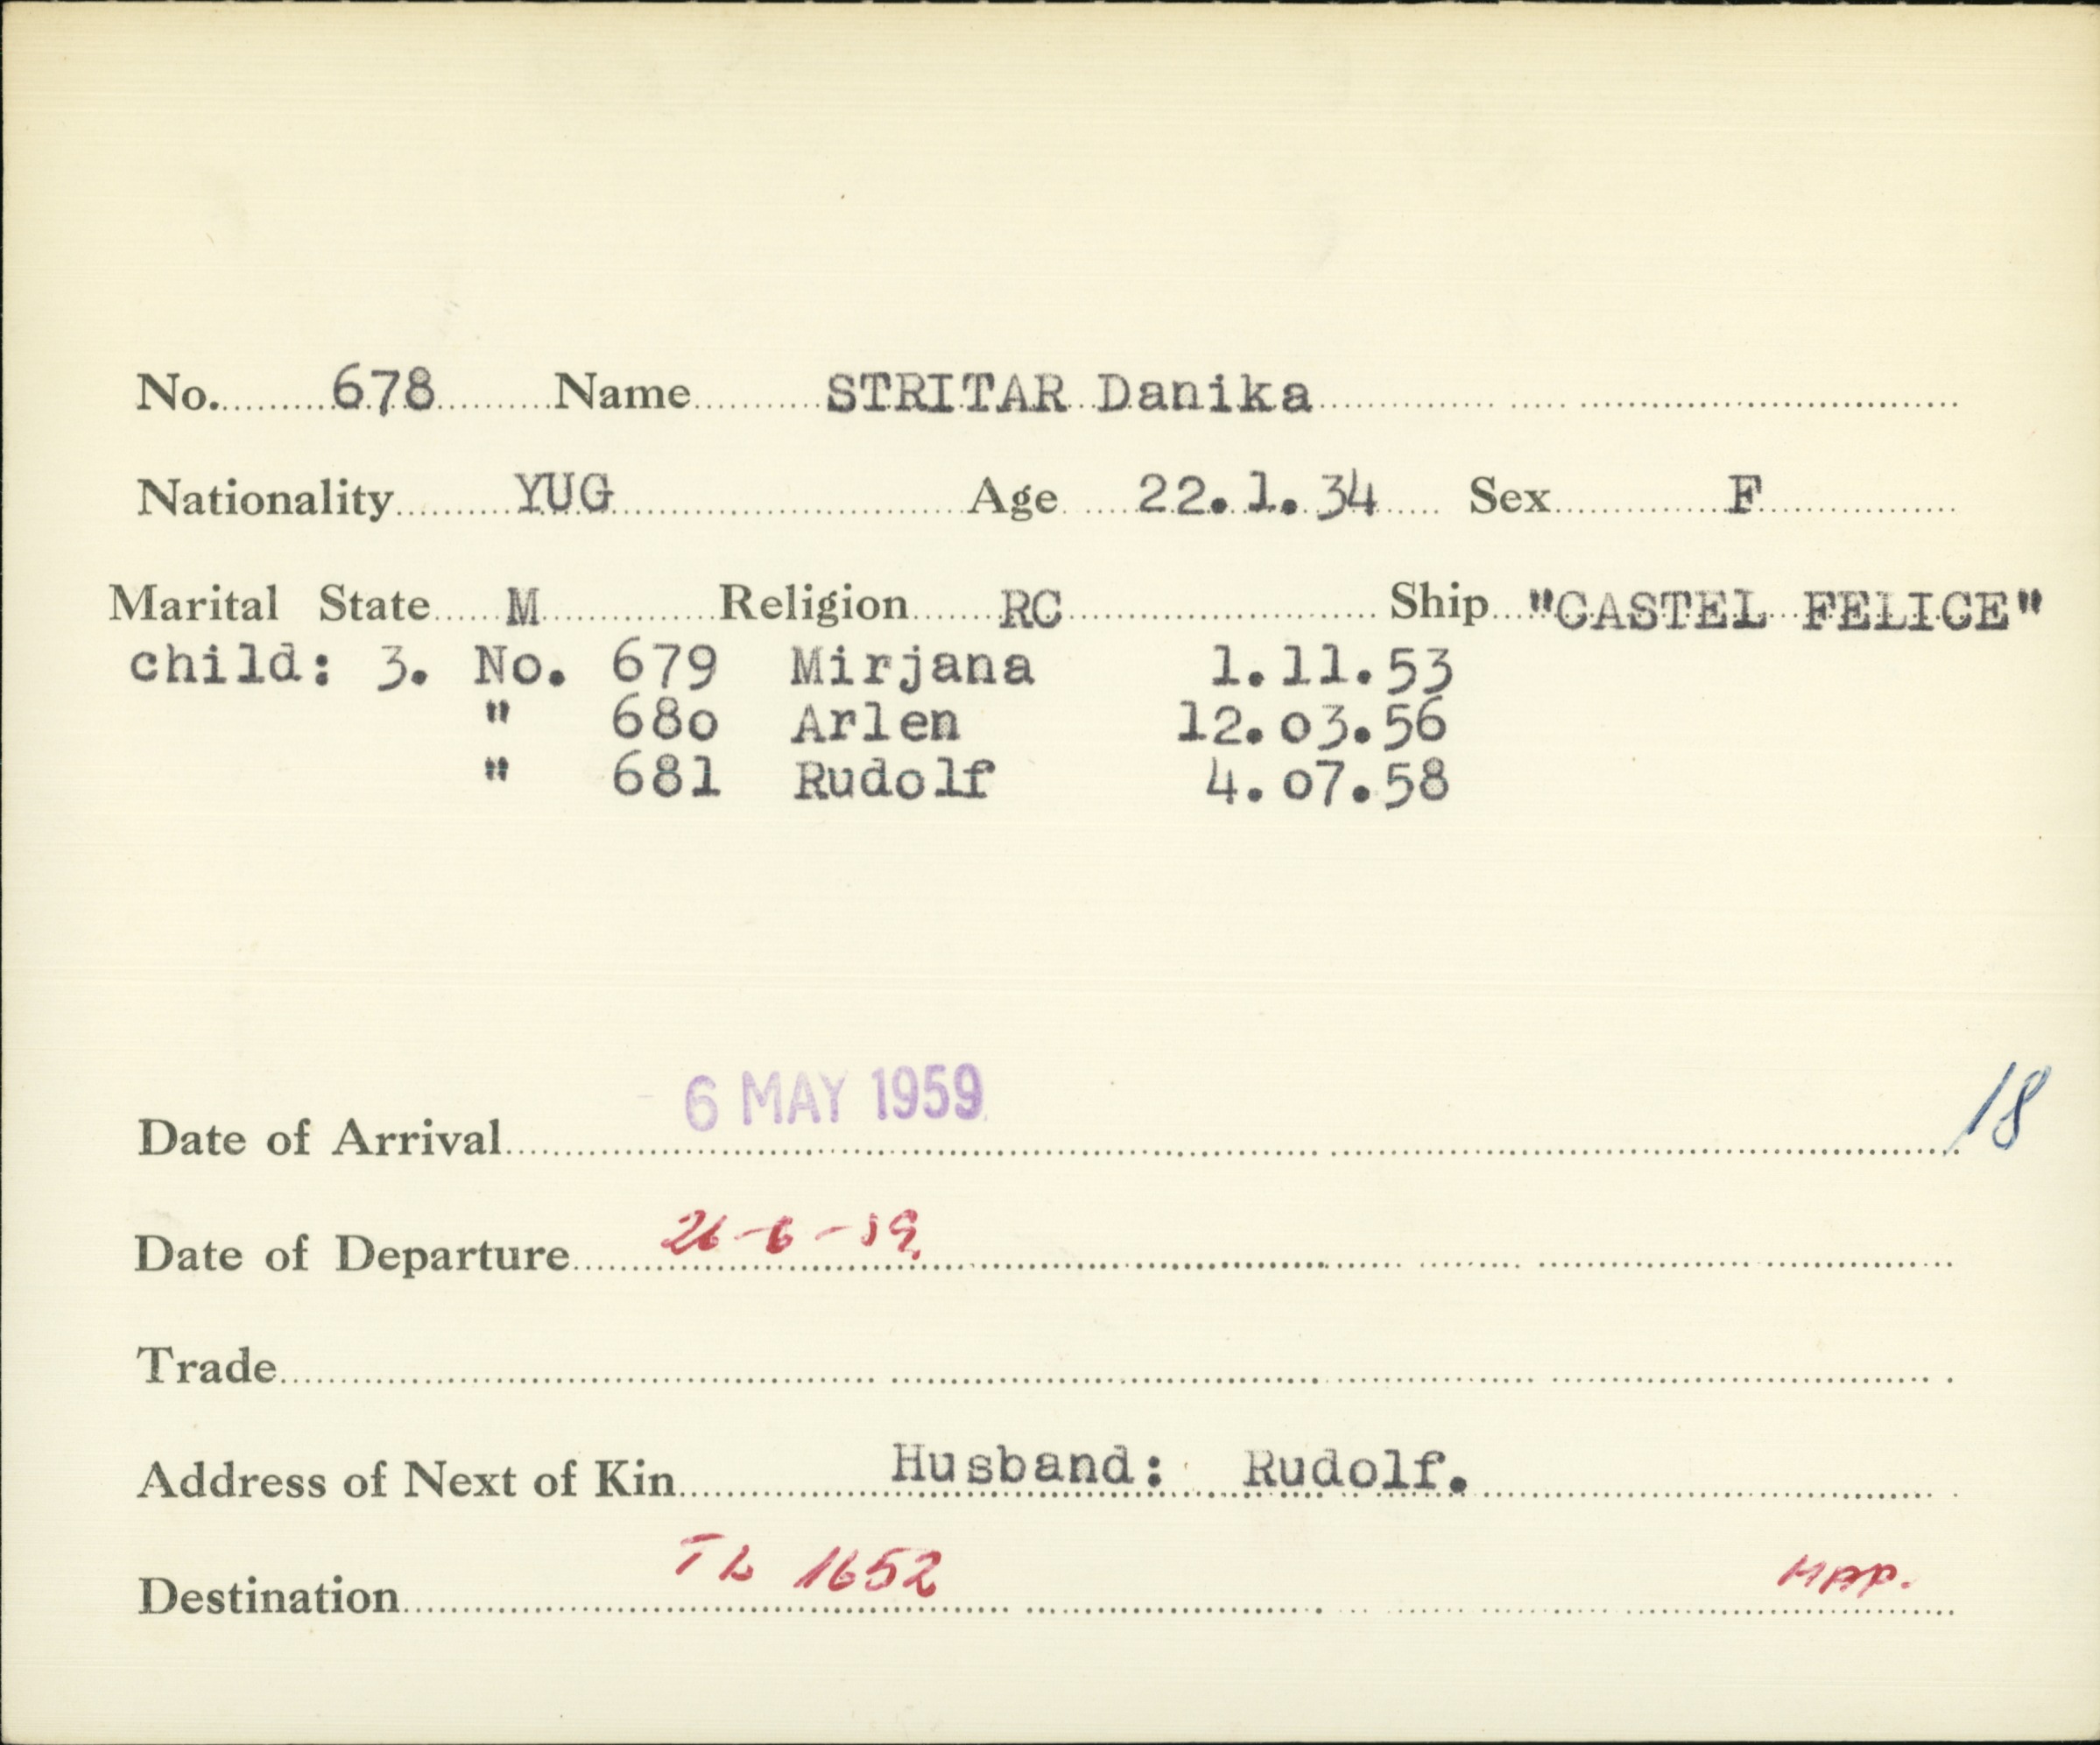 No. 678 Name STRITAR Danika
Nationality YUG Age 22.1.34 Sex F
Marital State M Religion RC Ship "CASTEL FELICE"
child: 3. No. 679 Mirjana 1.11.53
" 680 Arlen 12.03.56
" 681 Rudolf 4.07.58
Date of Arrival - 6 MAY 1959 18
Date of Departure 26-6-59
Trade
Address of Next of Kin Husband: Rudolf.
Destination 1652